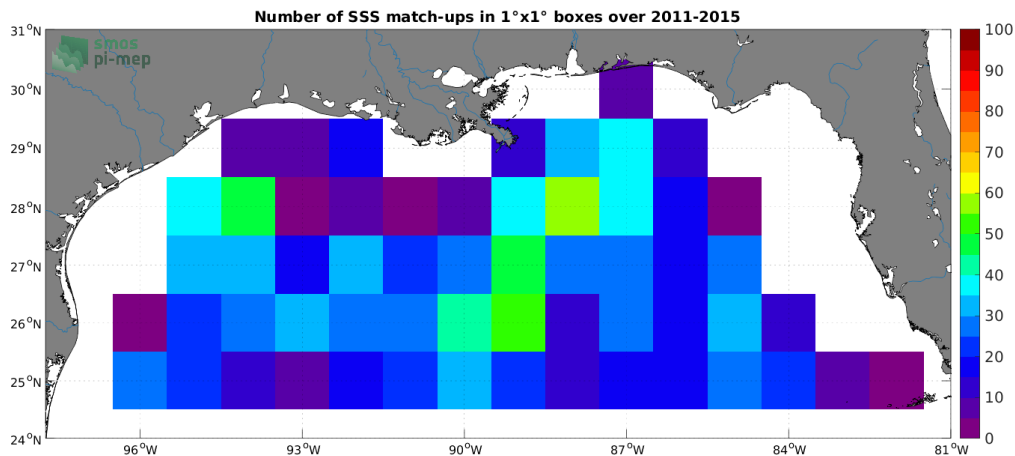 Number of SSS match-ups in 1°x1° boxes over 2011-2015
smos
pi-mep
31°N
30°N
29°N
28°N
27°N
26°N
25°N
24°N
96°W
93°W
90°W
87°W
84°W
81°W
100
90
80
70
60
50
40
30
20
10
0